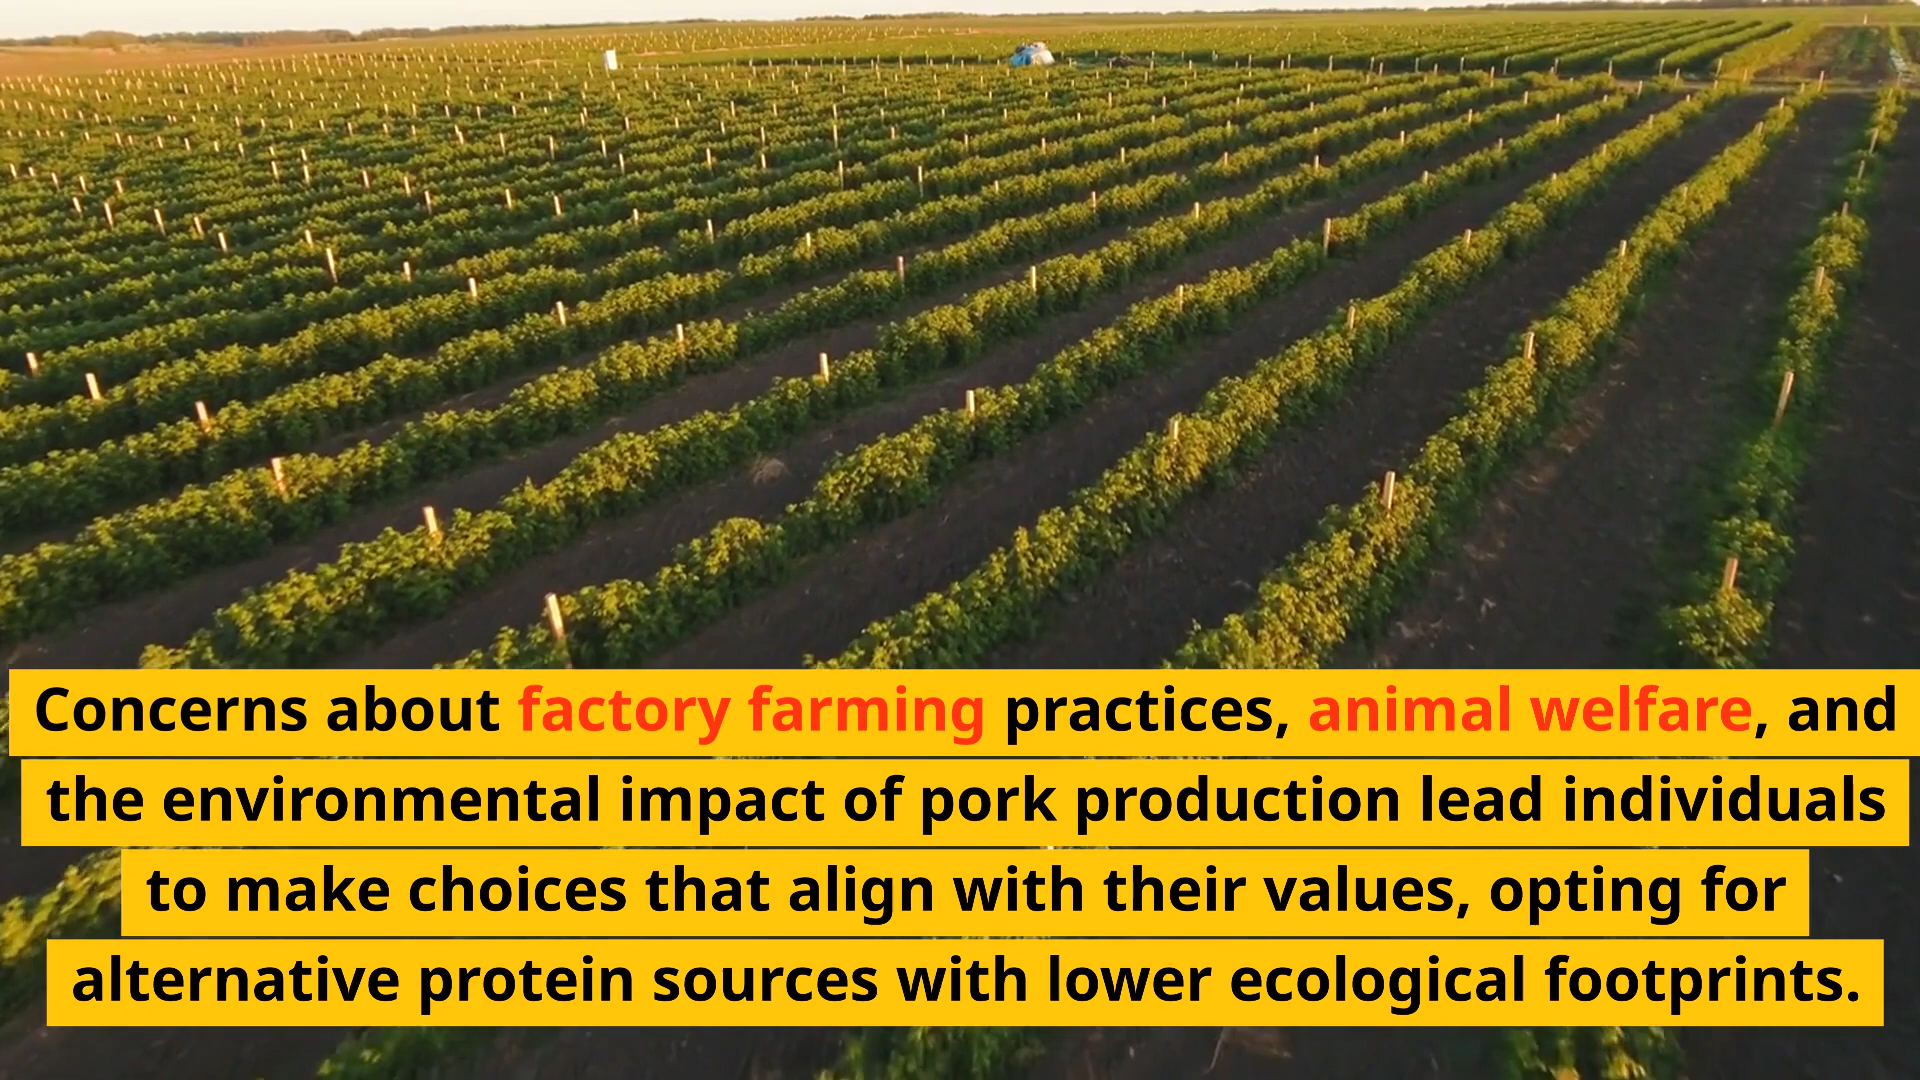 Concerns about factory farming practices, animal welfare, and
the environmental impact of pork production lead individuals
to make choices that align with their values, opting for
alternative protein sources with lower ecological footprints.